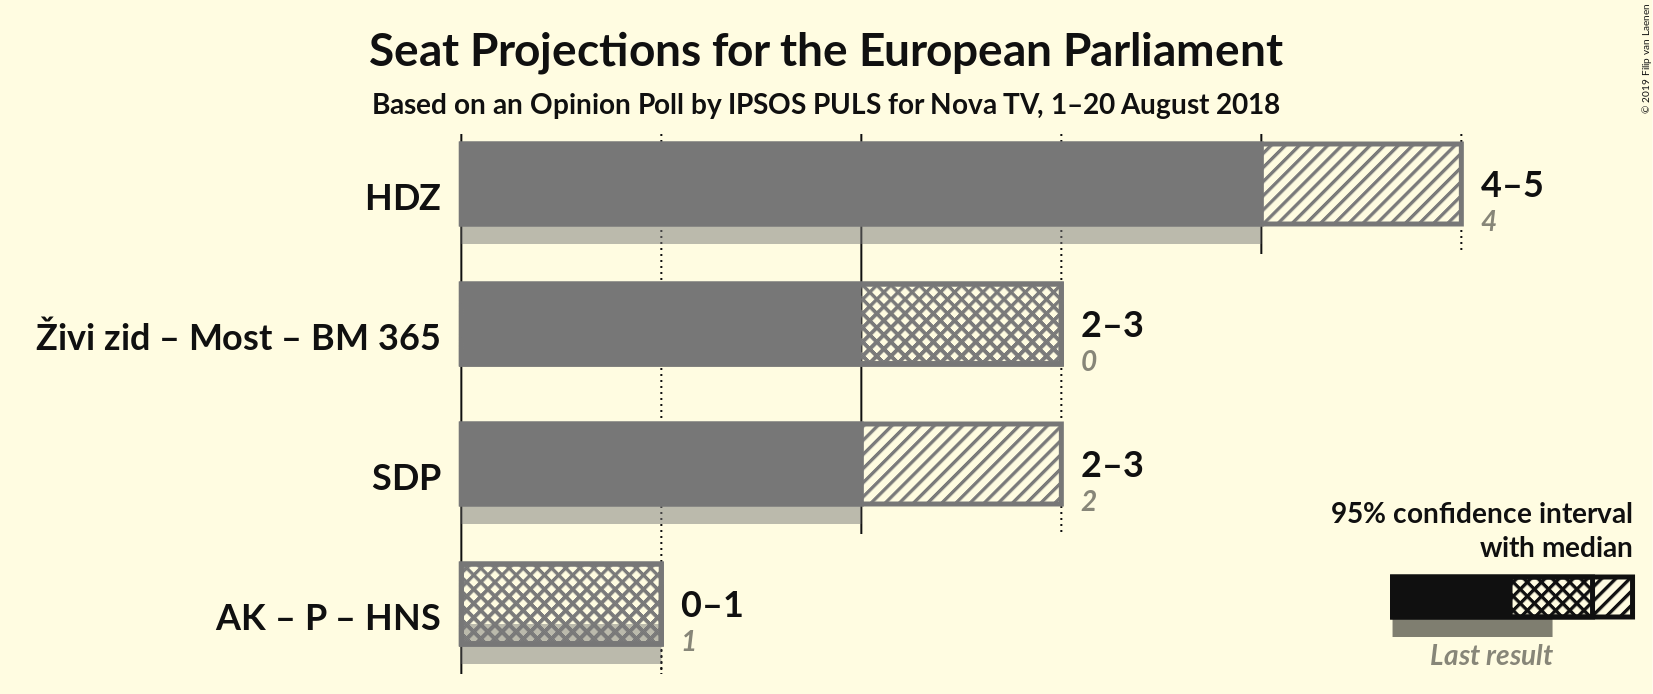 Seat Projections for the European Parliament
Based on an Opinion Poll by IPSOS PULS for Nova TV, 1–20 August 2018
© 2019 Filip van Laenen
HDZ
4–5
4
Živi zid – Most – BM 365
2–3
0
SDP
2–3
2
AK – P – HNS
0–1
1
95% confidence interval
with median
Last result